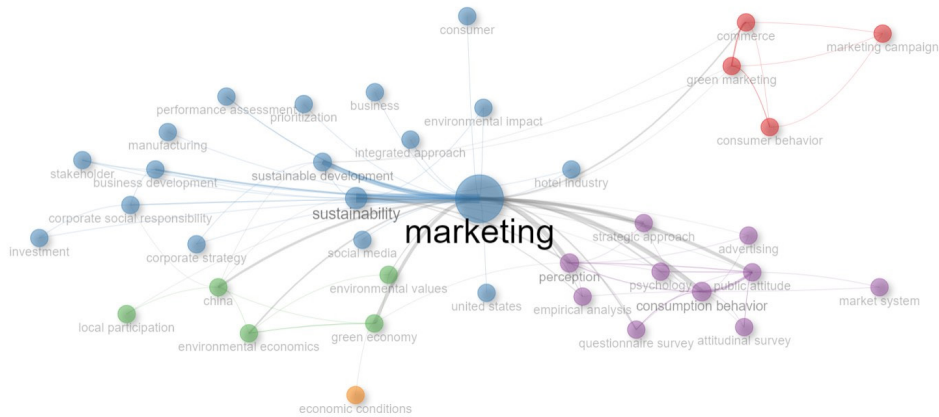 consumer
commerce
marketing campaign
green marketing
performance assessment
prioritization
business
environmental impact
consumer behavior
manufacturing
integrated approach
stakeholder
business development
sustainable development
hotel industry
corporate social responsibility
sustainability
marketing
strategic approach
advertising
investment
corporate strategy
social media
perception
psychology
public attitude
china
environmental values
united states
empirical analysis
consumption behavior
market system
local participation
environmental economics
green economy
questionnaire survey
attitudinal survey
economic conditions